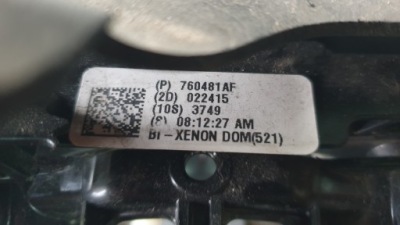 (P) 760481AF
(2D) 022415
(10S) 3749
08:12:27 AM
BI-XENON DOM(521)